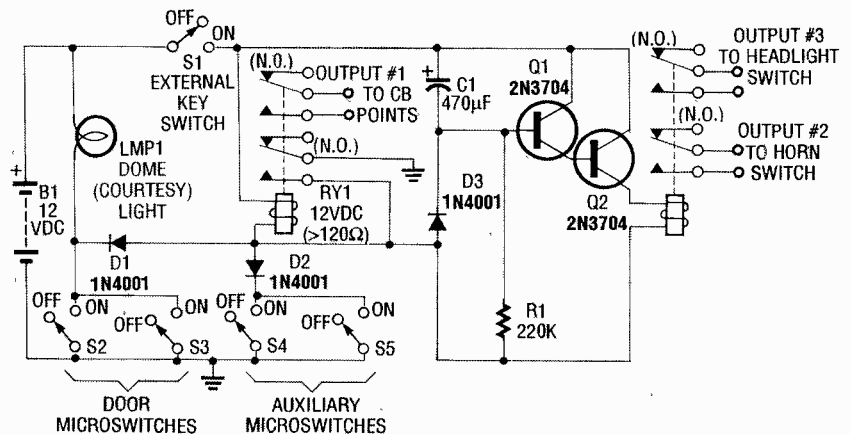 OFF
ON
S1
EXTERNAL
KEY
SWITCH
(N.O.)
OUTPUT #1
TO CB
POINTS
(N.O.)
RY1
12VDC
(>120Ω)
+
C1
470µF
Q1
2N3704
Q2
2N3704
(N.O.)
OUTPUT #3
TO HEADLIGHT
SWITCH
(N.O.)
OUTPUT #2
TO HORN
SWITCH
LMP1
DOME
(COURTESY)
LIGHT
+
B1
12
VDC
D1
1N4001
D2
1N4001
D3
1N4001
R1
220K
OFF
ON
S2
OFF
ON
S3
OFF
ON
S4
OFF
ON
S5
DOOR
MICROSWITCHES
AUXILIARY
MICROSWITCHES